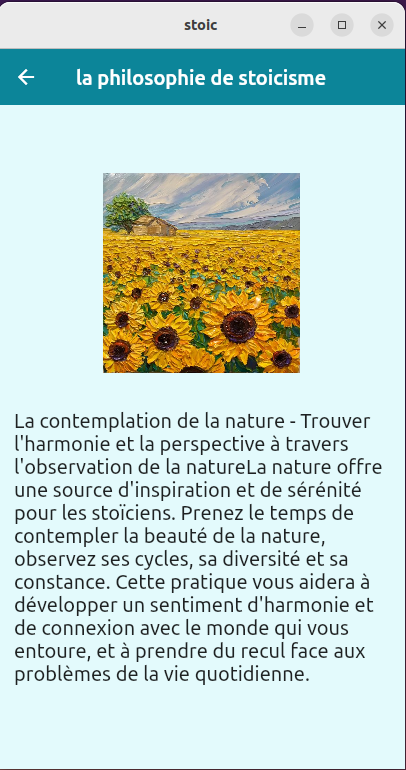 stoic
la philosophie de stoicisme
La contemplation de la nature - Trouver
l'harmonie et la perspective à travers
l'observation de la natureLa nature offre
une source d'inspiration et de sérénité
pour les stoïciens. Prenez le temps de
contempler la beauté de la nature,
observez ses cycles, sa diversité et sa
constance. Cette pratique vous aidera à
développer un sentiment d'harmonie et
de connexion avec le monde qui vous
entoure, et à prendre du recul face aux
problèmes de la vie quotidienne.